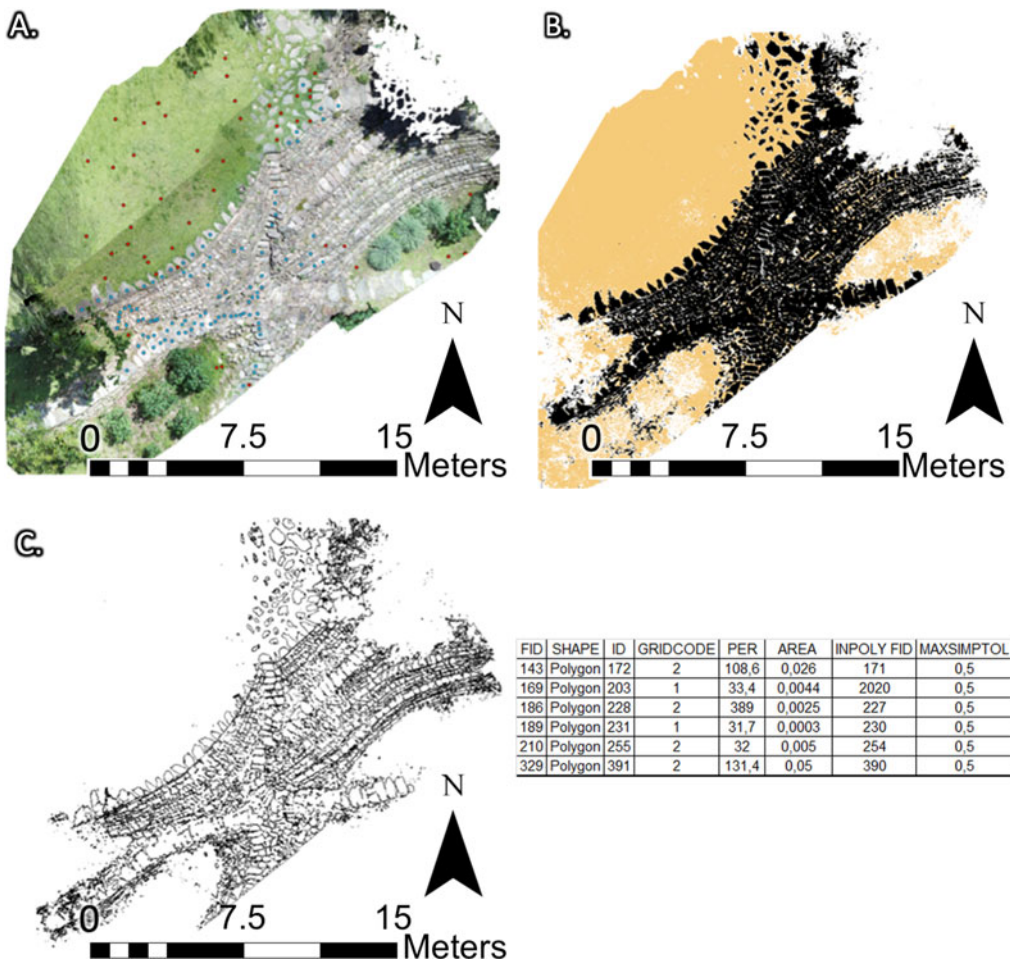 A.
B.
N
0 7.5 15
Meters
N
0 7.5 15
Meters
C.
N
0 7.5 15
Meters
FID SHAPE ID GRIDCODE PER AREA INPOLY FID MAXSIMPTOL
143 Polygon 172 2 108,6 0,026 171 0,5
169 Polygon 203 1 33,4 0,0044 2020 0,5
186 Polygon 228 2 389 0,0025 227 0,5
189 Polygon 231 1 31,7 0,0003 230 0,5
210 Polygon 255 2 32 0,005 254 0,5
329 Polygon 391 2 131,4 0,05 390 0,5